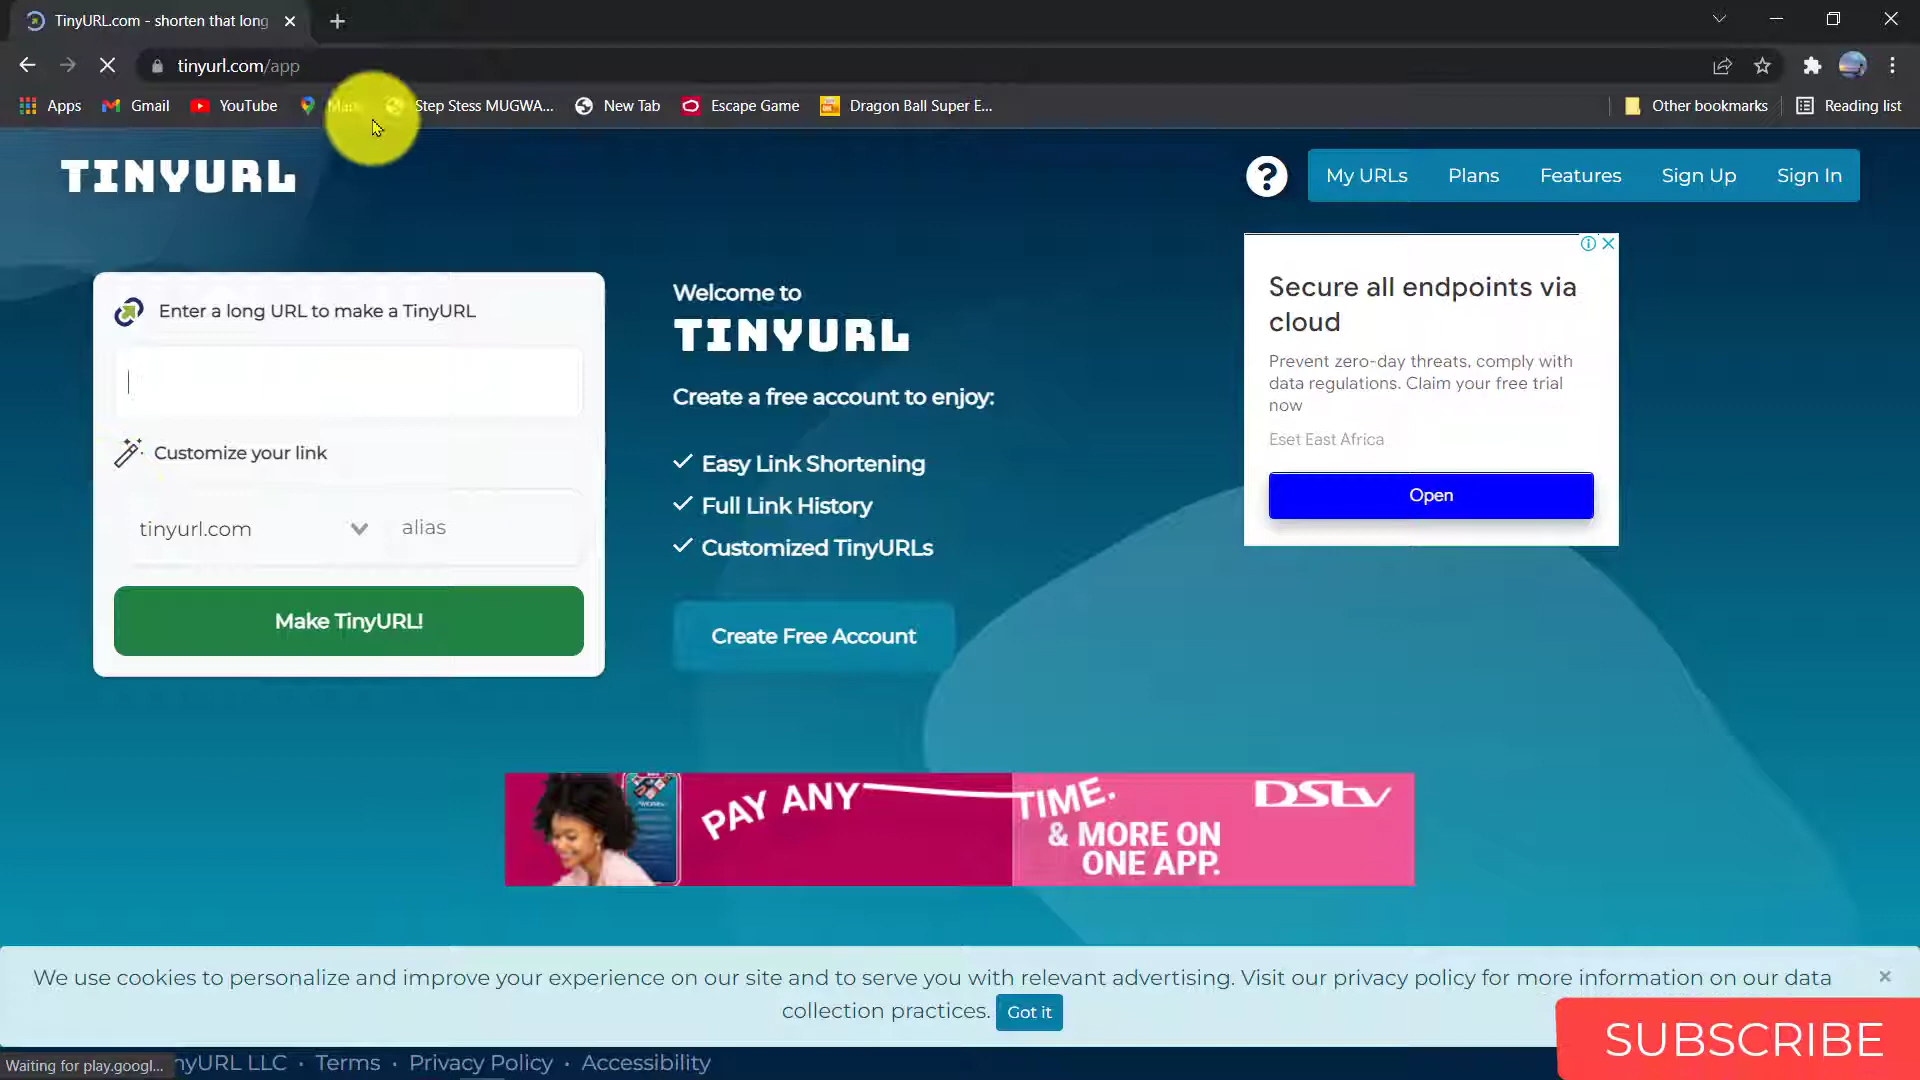 TinyURL.com - shorten that long
tinyurl.com/app
Apps
Gmail
YouTube
Step Stess MUGWA...
New Tab
Escape Game
Dragon Ball Super E...
Other bookmarks
Reading list
TINYURL
?
My URLs
Plans
Features
Sign Up
Sign In
Enter a long URL to make a TinyURL
Customize your link
tinyurl.com
alias
Make TinyURL!
Welcome to
TINYURL
Create a free account to enjoy:
Easy Link Shortening
Full Link History
Customized TinyURLs
Create Free Account
Secure all endpoints via
cloud
Prevent zero-day threats, comply with
data regulations. Claim your free trial
now
Eset East Africa
Open
PAY ANY TIME.
& MORE ON
ONE APP.
DStv
We use cookies to personalize and improve your experience on our site and to serve you with relevant advertising. Visit our privacy policy for more information on our data
collection practices. Got it
SUBSCRIBE
Waiting for play.googl...
nyURL LLC · Terms · Privacy Policy · Accessibility